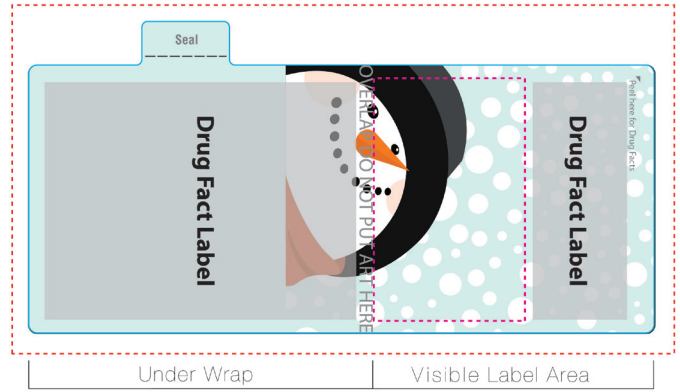 Seal
Peel here for Drug Facts
Drug Fact Label
OVERLAP DO NOT PUT ART HERE
Drug Fact Label
Under Wrap
Visible Label Area